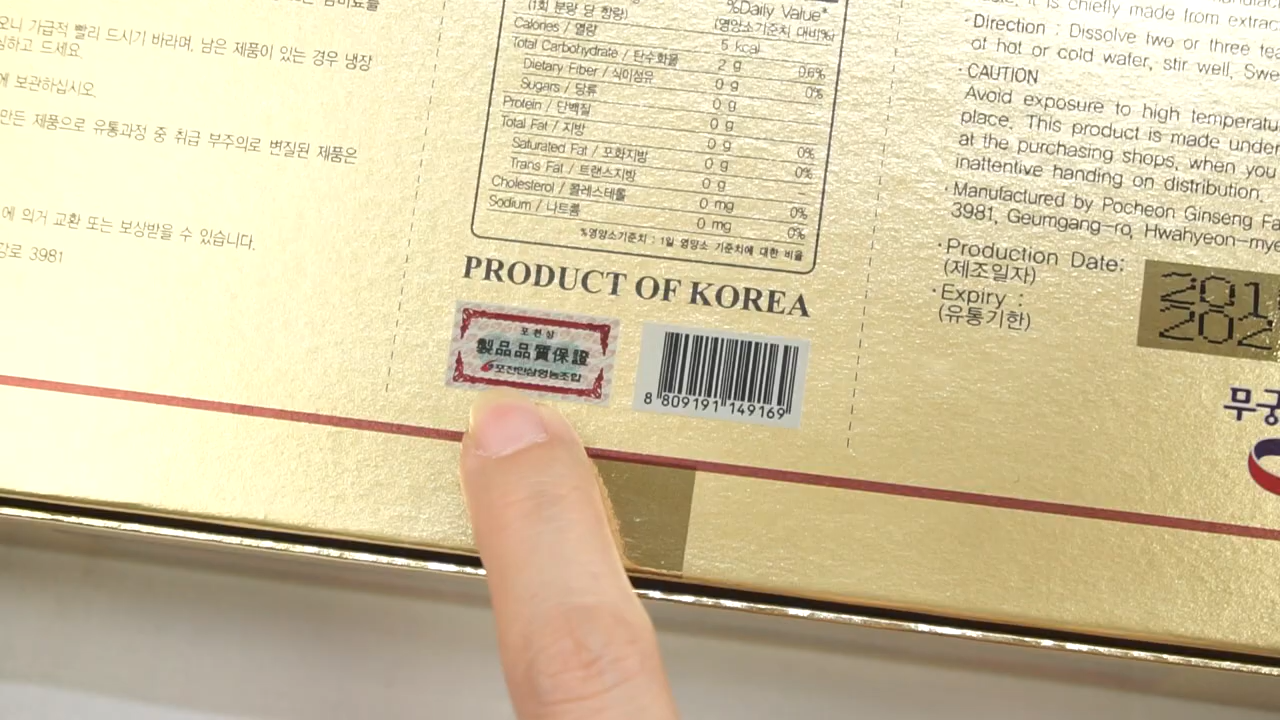 오니 가급적 빨리 드시기 바라며, 남은 제품이 있는 경우 냉장
하고 드세요.
에 보관하십시오.
만든 제품으로 유통과정 중 취급 부주의로 변질된 제품은
에 의거 교환 또는 보상받을 수 있습니다.
3981
(1회 분량 당 함량)
%Daily Value*
(영양소기준치 대비%)
Calories / 열량 5 kcal
Total Carbohydrate / 탄수화물 2 g 0.6%
Dietary Fiber / 식이섬유 0 g 0%
Sugars / 당류 0 g
Protein / 단백질 0 g
Total Fat / 지방 0 g 0%
Saturated Fat / 포화지방 0 g 0%
Trans Fat / 트랜스지방 0 g –
Cholesterol / 콜레스테롤 0 mg 0%
Sodium / 나트륨 0 mg 0%
*영양소기준치 : 1일 영양소 기준치에 대한 비율
PRODUCT OF KOREA
포천삼
製品品質保證
포천인삼영농조합
8 809191 149169
it is chiefly made from
·Direction : Dissolve two or three
of hot or cold water, stir well,
·CAUTION
Avoid exposure to high
place. This product is made under
at the purchasing shops, when you
inattentive handing on distribution.
·Manufactured by Pocheon Ginseng
3981, Geumgang-ro,
·Production Date:
(제조일자)
·Expiry :
(유통기한)
201
202
무궁